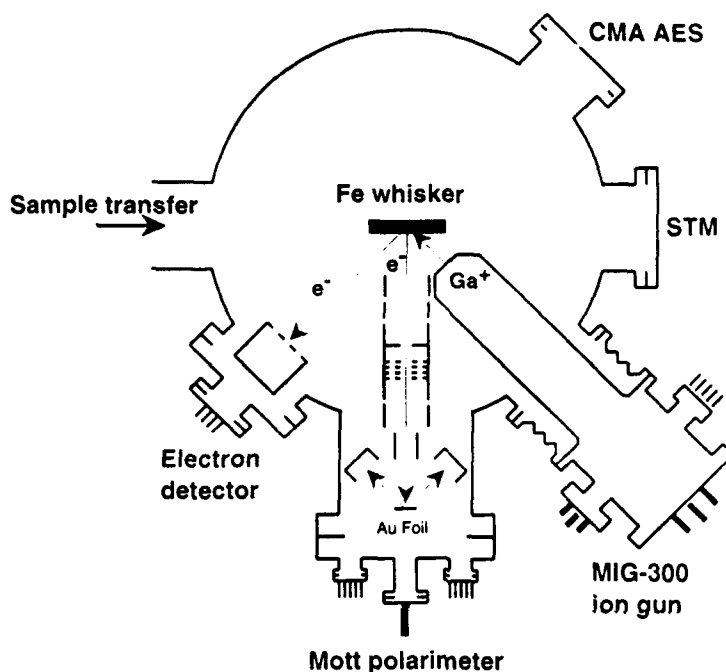 CMA AES
Sample transfer
Fe whisker
STM
e-
e-
Ga+
Electron
detector
Au Foil
MIG-300
ion gun
Mott polarimeter